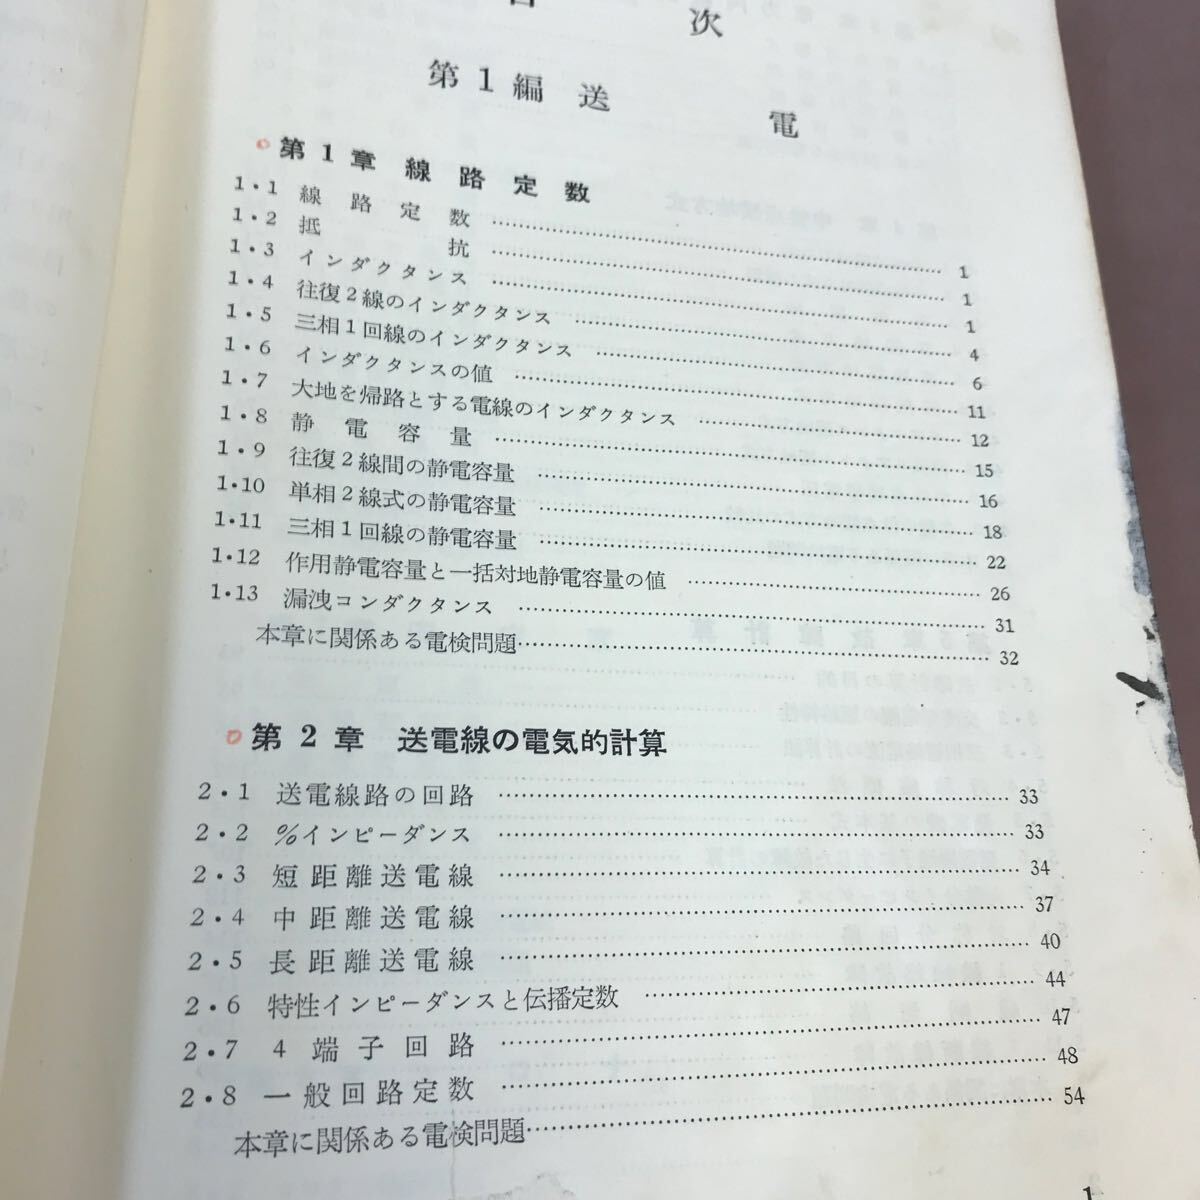 目次
第1編 送電
第1章 線路定数
1・1 線路定数 1
1・2 抵抗 1
1・3 インダクタンス 1
1・4 往復2線のインダクタンス 4
1・5 三相1回線のインダクタンス 6
1・6 インダクタンスの値 11
1・7 大地を帰路とする電線のインダクタンス 12
1・8 静電容量 15
1・9 往復2線間の静電容量 16
1・10 単相2線式の静電容量 18
1・11 三相1回線の静電容量 22
1・12 作用静電容量と一括対地静電容量の値 26
1・13 漏洩コンダクタンス 31
本章に関係ある電検問題 32
第2章 送電線の電気的計算
2・1 送電線路の回路 33
2・2 %インピーダンス 33
2・3 短距離送電線 34
2・4 中距離送電線 37
2・5 長距離送電線 40
2・6 特性インピーダンスと伝播定数 44
2・7 4端子回路 47
2・8 一般回路定数 48
本章に関係ある電検問題 54
1